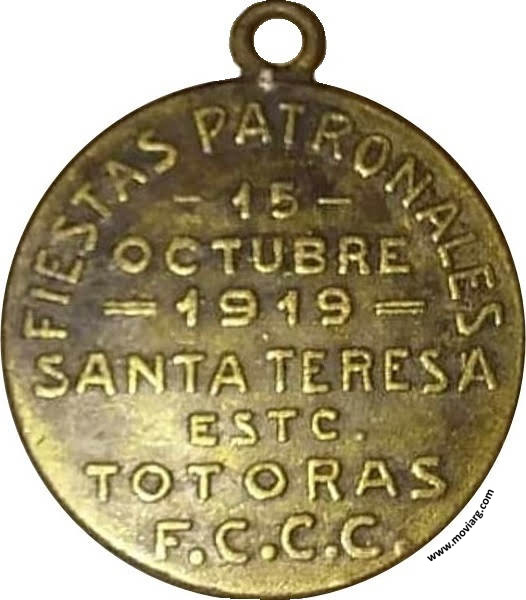 FIESTAS PATRONALES
- 15 -
OCTUBRE
= 1919 =
SANTA TERESA
ESTC.
TOTORAS
F.C.C.C.
www.moviarg.com